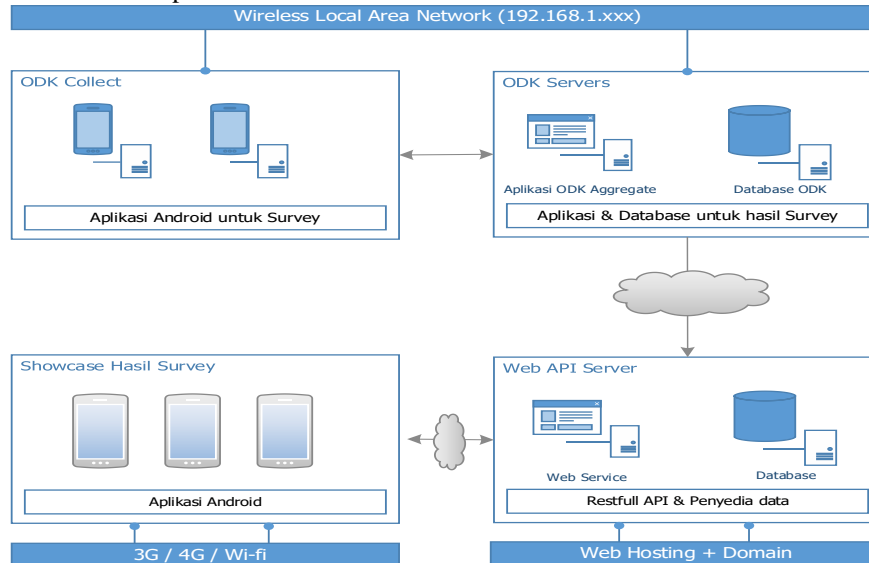 Wireless Local Area Network (192.168.1.xxx)
ODK Collect
Aplikasi Android untuk Survey
ODK Servers
Aplikasi ODK Aggregate
Database ODK
Aplikasi & Database untuk hasil Survey
Showcase Hasil Survey
Aplikasi Android
3G / 4G / Wi-fi
Web API Server
Web Service
Database
Restfull API & Penyedia data
Web Hosting + Domain